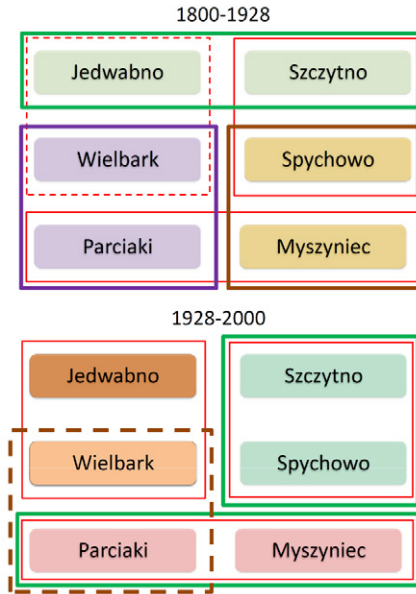 1800-1928
Jedwabno Szczytno
Wielbark Spychowo
Parciaki Myszyniec
1928-2000
Jedwabno Szczytno
Wielbark Spychowo
Parciaki Myszyniec